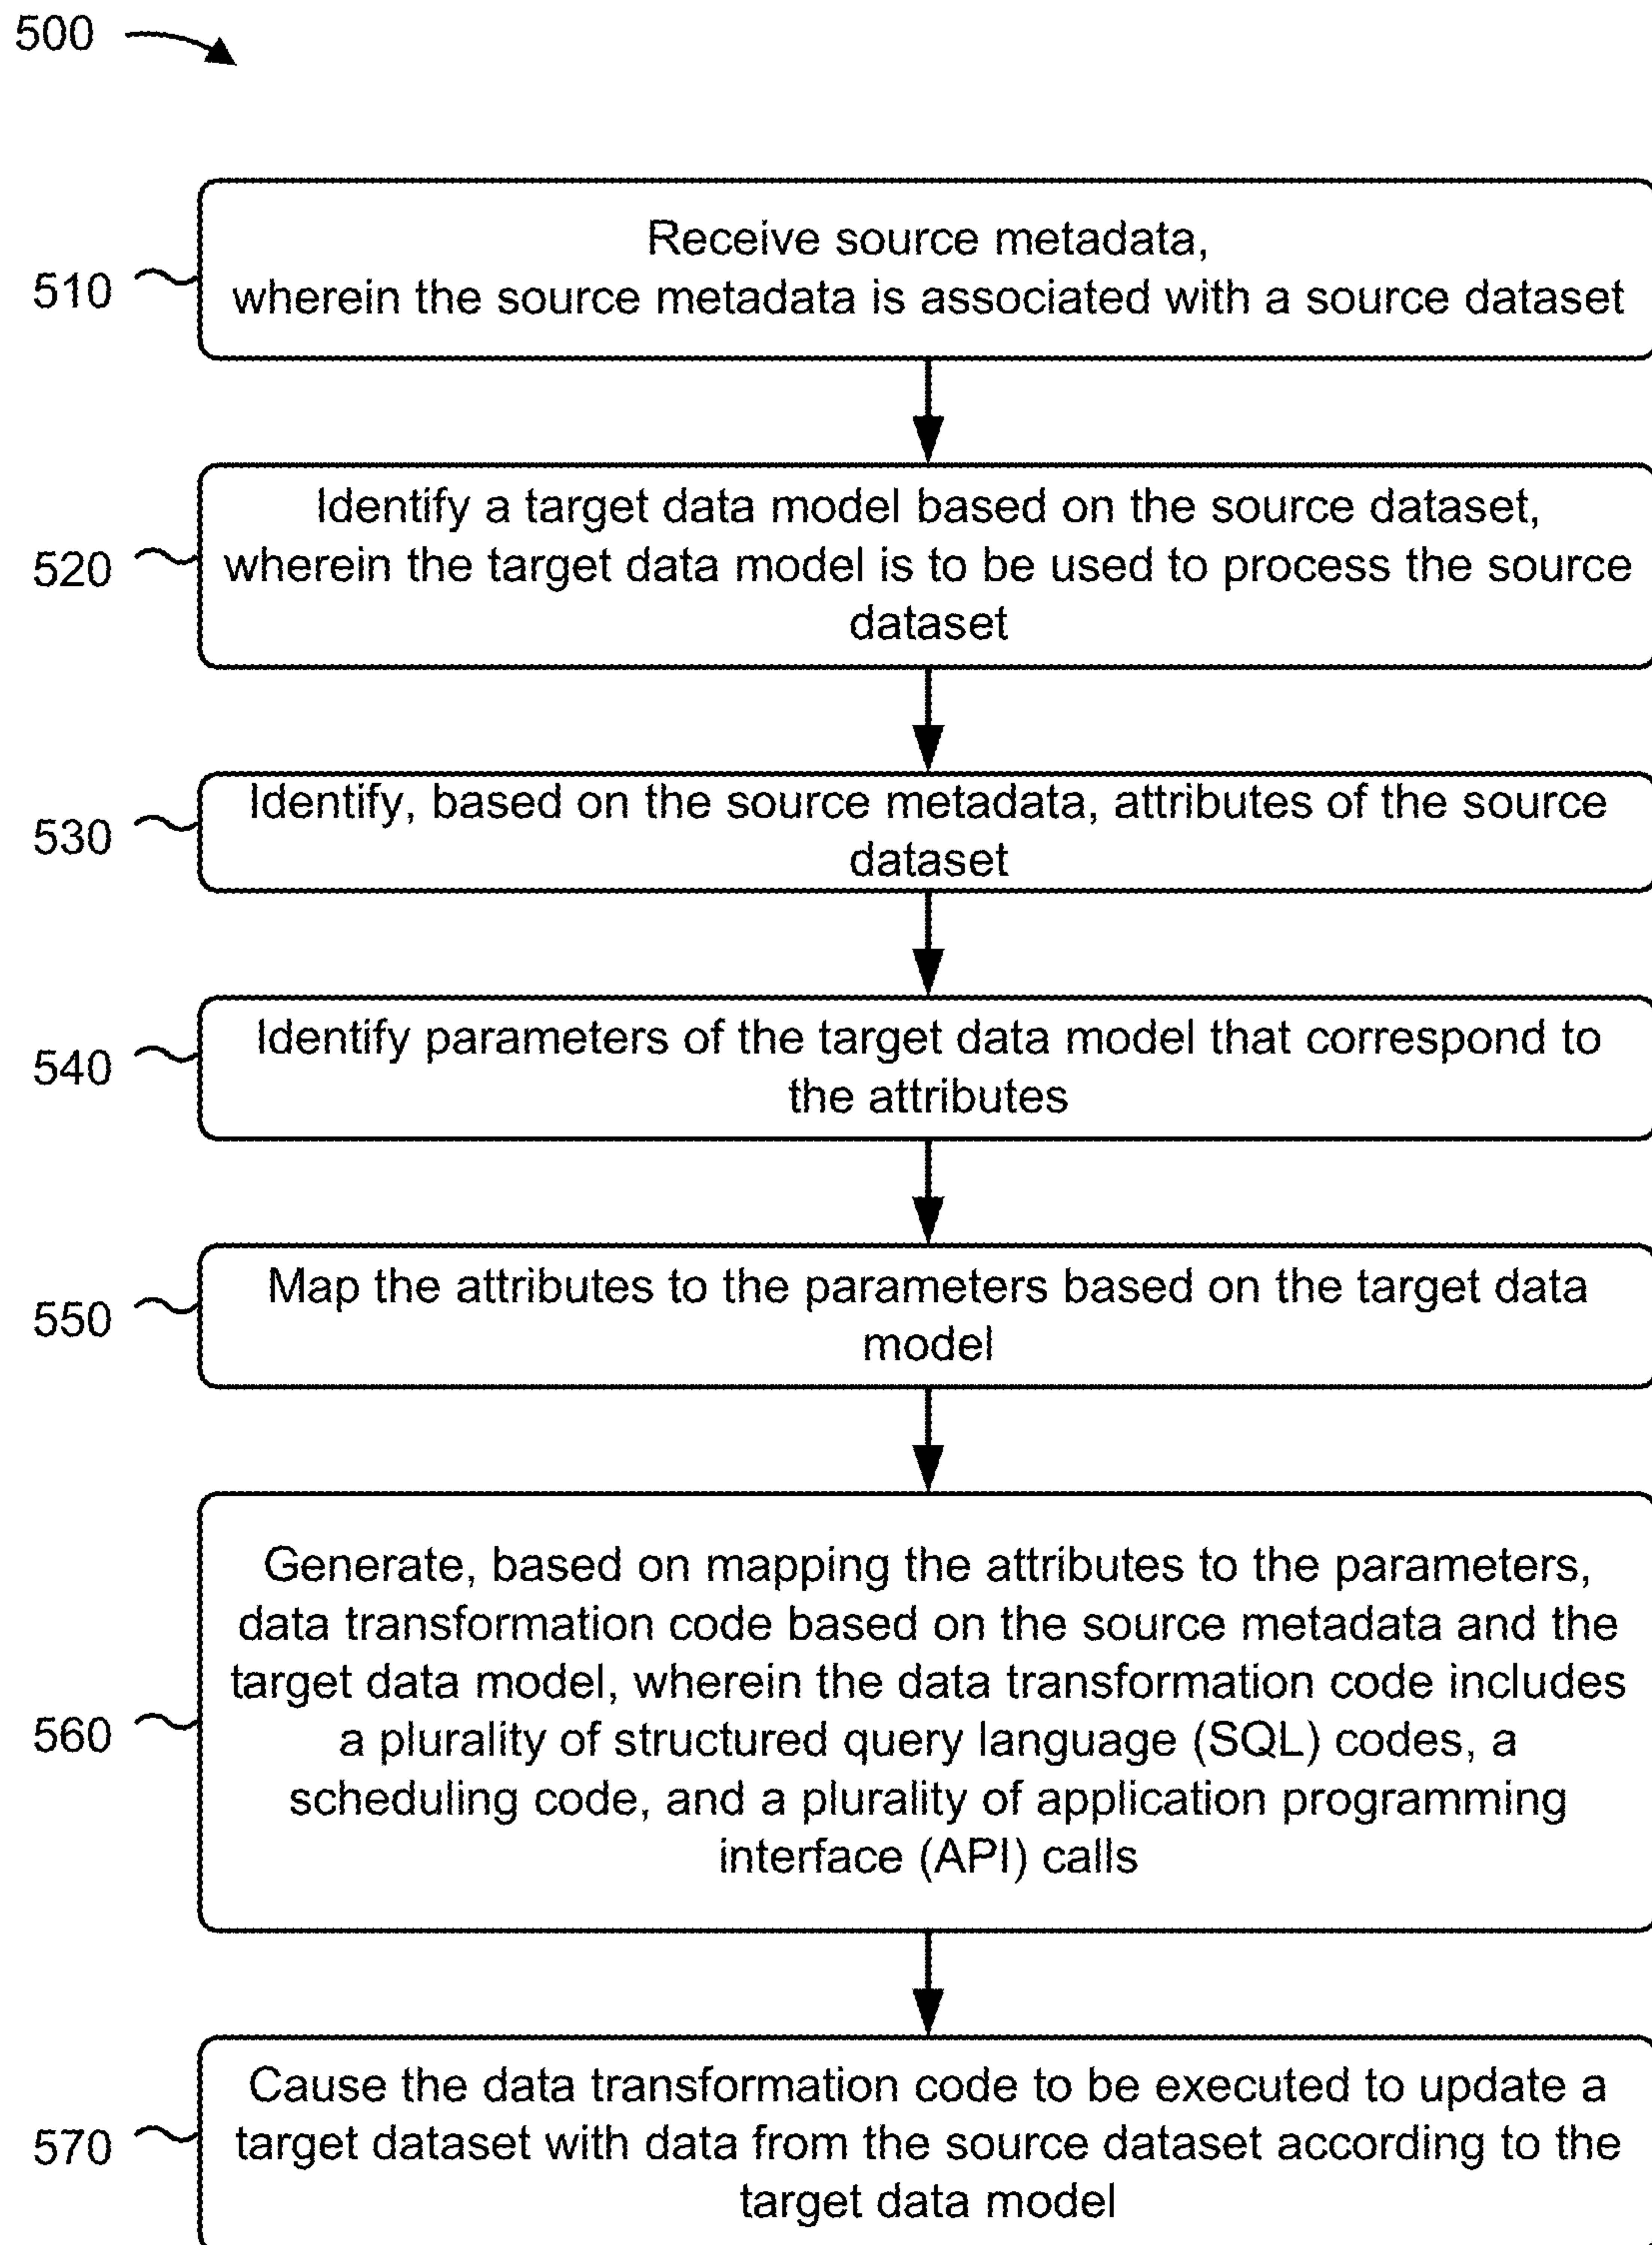 500
510
Receive source metadata,
wherein the source metadata is associated with a source dataset
520
Identify a target data model based on the source dataset,
wherein the target data model is to be used to process the source
dataset
530
Identify, based on the source metadata, attributes of the source
dataset
540
Identify parameters of the target data model that correspond to
the attributes
550
Map the attributes to the parameters based on the target data
model
560
Generate, based on mapping the attributes to the parameters,
data transformation code based on the source metadata and the
target data model, wherein the data transformation code includes
a plurality of structured query language (SQL) codes, a
scheduling code, and a plurality of application programming
interface (API) calls
570
Cause the data transformation code to be executed to update a
target dataset with data from the source dataset according to the
target data model